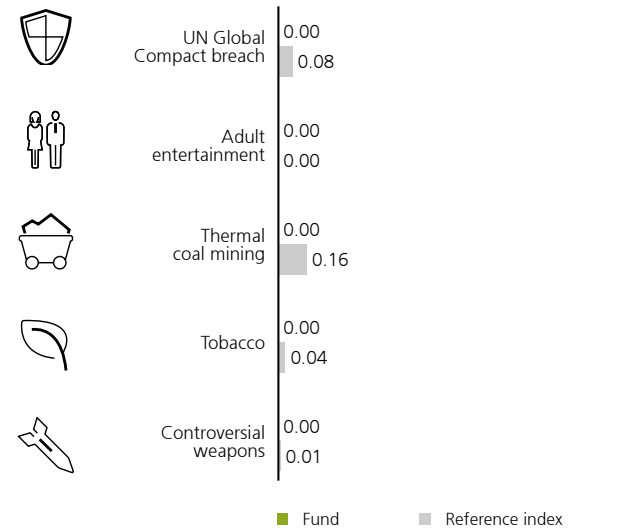 UN Global
Compact breach
0.00
0.08
Adult
entertainment
0.00
0.00
Thermal
coal mining
0.00
0.16
Tobacco
0.00
0.04
Controversial
weapons
0.00
0.01
Fund
Reference index